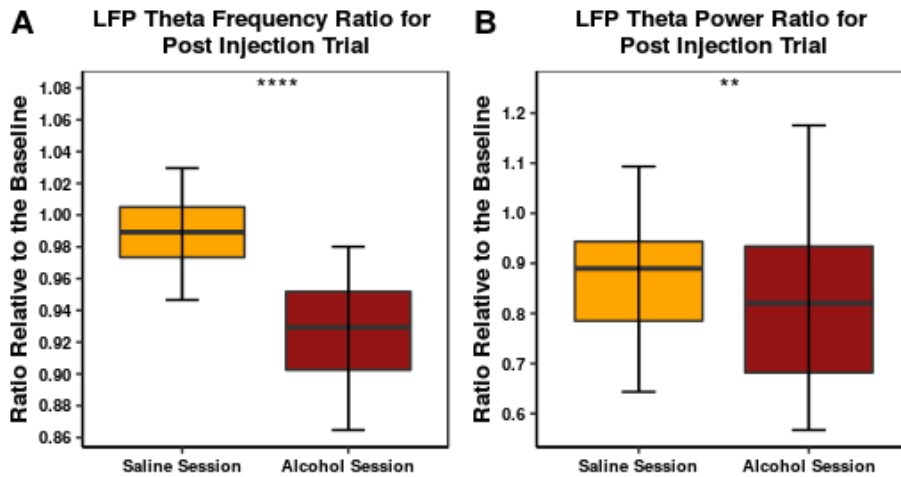 A
LFP Theta Frequency Ratio for
Post Injection Trial
Ratio Relative to the Baseline
****
1.08
1.06
1.04
1.02
1.00
0.98
0.96
0.94
0.92
0.90
0.88
0.86
Saline Session
Alcohol Session
B
LFP Theta Power Ratio for
Post Injection Trial
Ratio Relative to the Baseline
**
1.2
1.1
1.0
0.9
0.8
0.7
0.6
Saline Session
Alcohol Session